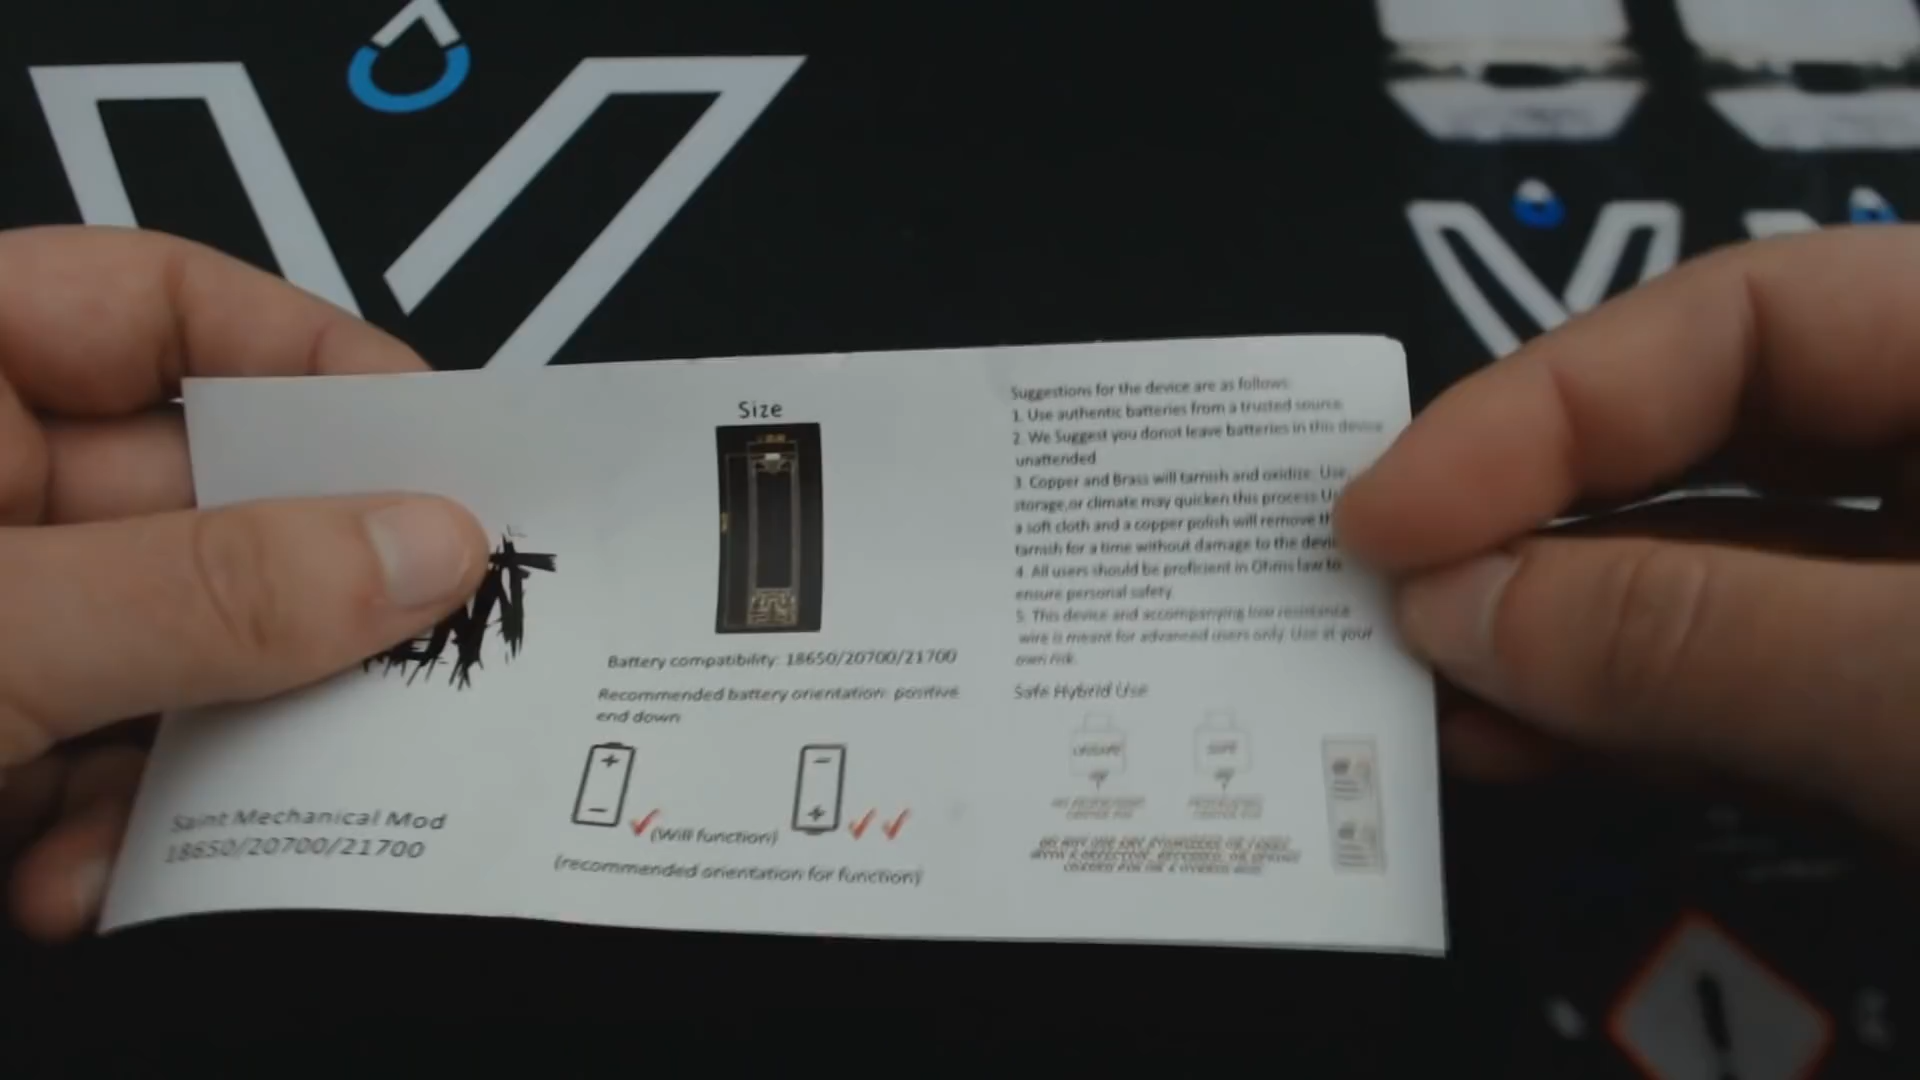 Size
Battery compatibility: 18650/20700/21700
Recommended battery orientation: positive
end down
+
-
(Will function)
-
+
(recommended orientation for function)
Saint Mechanical Mod
18650/20700/21700
Suggestions for the device are as follows:
1. Use authentic batteries from a trusted source
2. We Suggest you donot leave batteries in this device
unattended
3. Copper and Brass will tarnish and oxidize. Use,
storage,or climate may quicken this process.
a soft cloth and a copper polish will remove
tarnish for a time without damage to the
4. All users should be proficient in Ohms law to
ensure personal safety.
5. This device and accompanying low resistance
wire is meant for advanced users only. Use at your
own risk.
Safe Hybrid Use
UNSAFE
SAFE